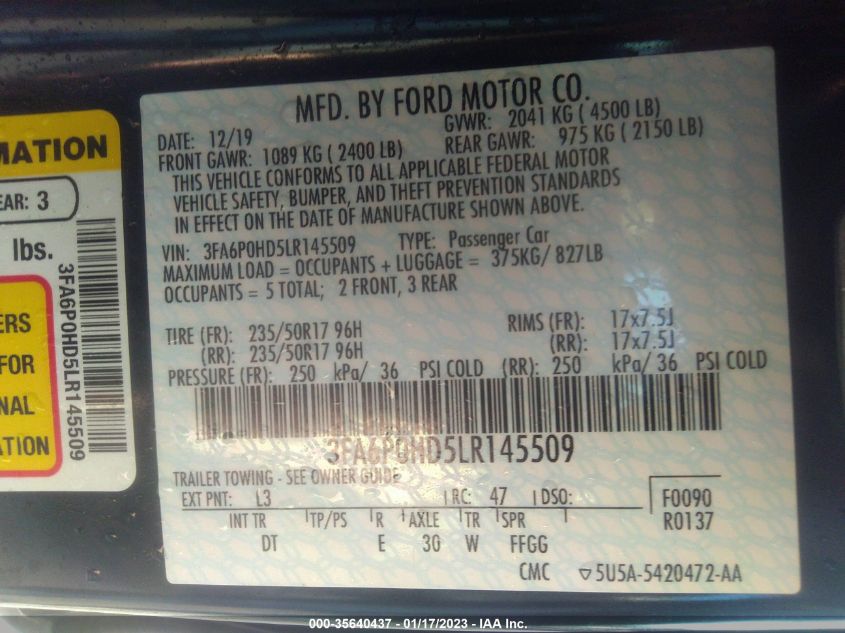 MATION
EAR: 3
lbs.
ERS
FOR
NAL
ATION
3FA6P0HD5LR145509
MFD. BY FORD MOTOR CO.
DATE: 12/19 GVWR: 2041 KG ( 4500 LB)
FRONT GAWR: 1089 KG ( 2400 LB) REAR GAWR: 975 KG ( 2150 LB)
THIS VEHICLE CONFORMS TO ALL APPLICABLE FEDERAL MOTOR
VEHICLE SAFETY, BUMPER, AND THEFT PREVENTION STANDARDS
IN EFFECT ON THE DATE OF MANUFACTURE SHOWN ABOVE.
VIN: 3FA6P0HD5LR145509 TYPE: Passenger Car
MAXIMUM LOAD = OCCUPANTS + LUGGAGE = 375KG/ 827LB
OCCUPANTS = 5 TOTAL; 2 FRONT, 3 REAR
TIRE (FR): 235/50R17 96H RIMS (FR): 17x7.5J
(RR): 235/50R17 96H (RR): 17x7.5J
PRESSURE (FR): 250 kPa/ 36 PSI COLD (RR): 250 kPa/ 36 PSI COLD
3FA6P0HD5LR145509
TRAILER TOWING - SEE OWNER GUIDE
EXT PNT: L3 RC: 47 DSO: F0090
INT TR TP/PS R AXLE TR SPR R0137
DT E 30 W FFGG
CMC ▽5U5A-5420472-AA
000-35640437 - 01/17/2023 - IAA Inc.